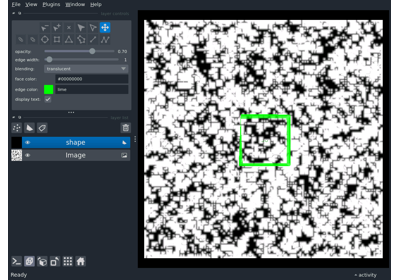 File View Plugins Window Help
opacity: 0.70
edge width: 1
blending: translucent
face color: #00000000
edge color: lime
display text:
shape
Image
Ready
activity